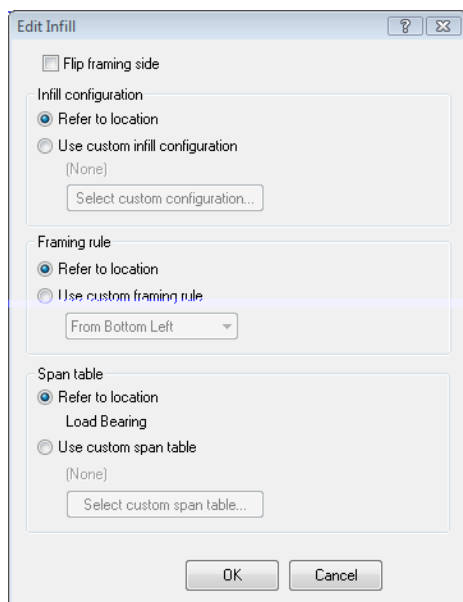 Edit Infill
Flip framing side
Infill configuration
Refer to location
Use custom infill configuration
(None)
Select custom configuration...
Framing rule
Refer to location
Use custom framing rule
From Bottom Left
Span table
Refer to location
Load Bearing
Use custom span table
(None)
Select custom span table...
OK Cancel